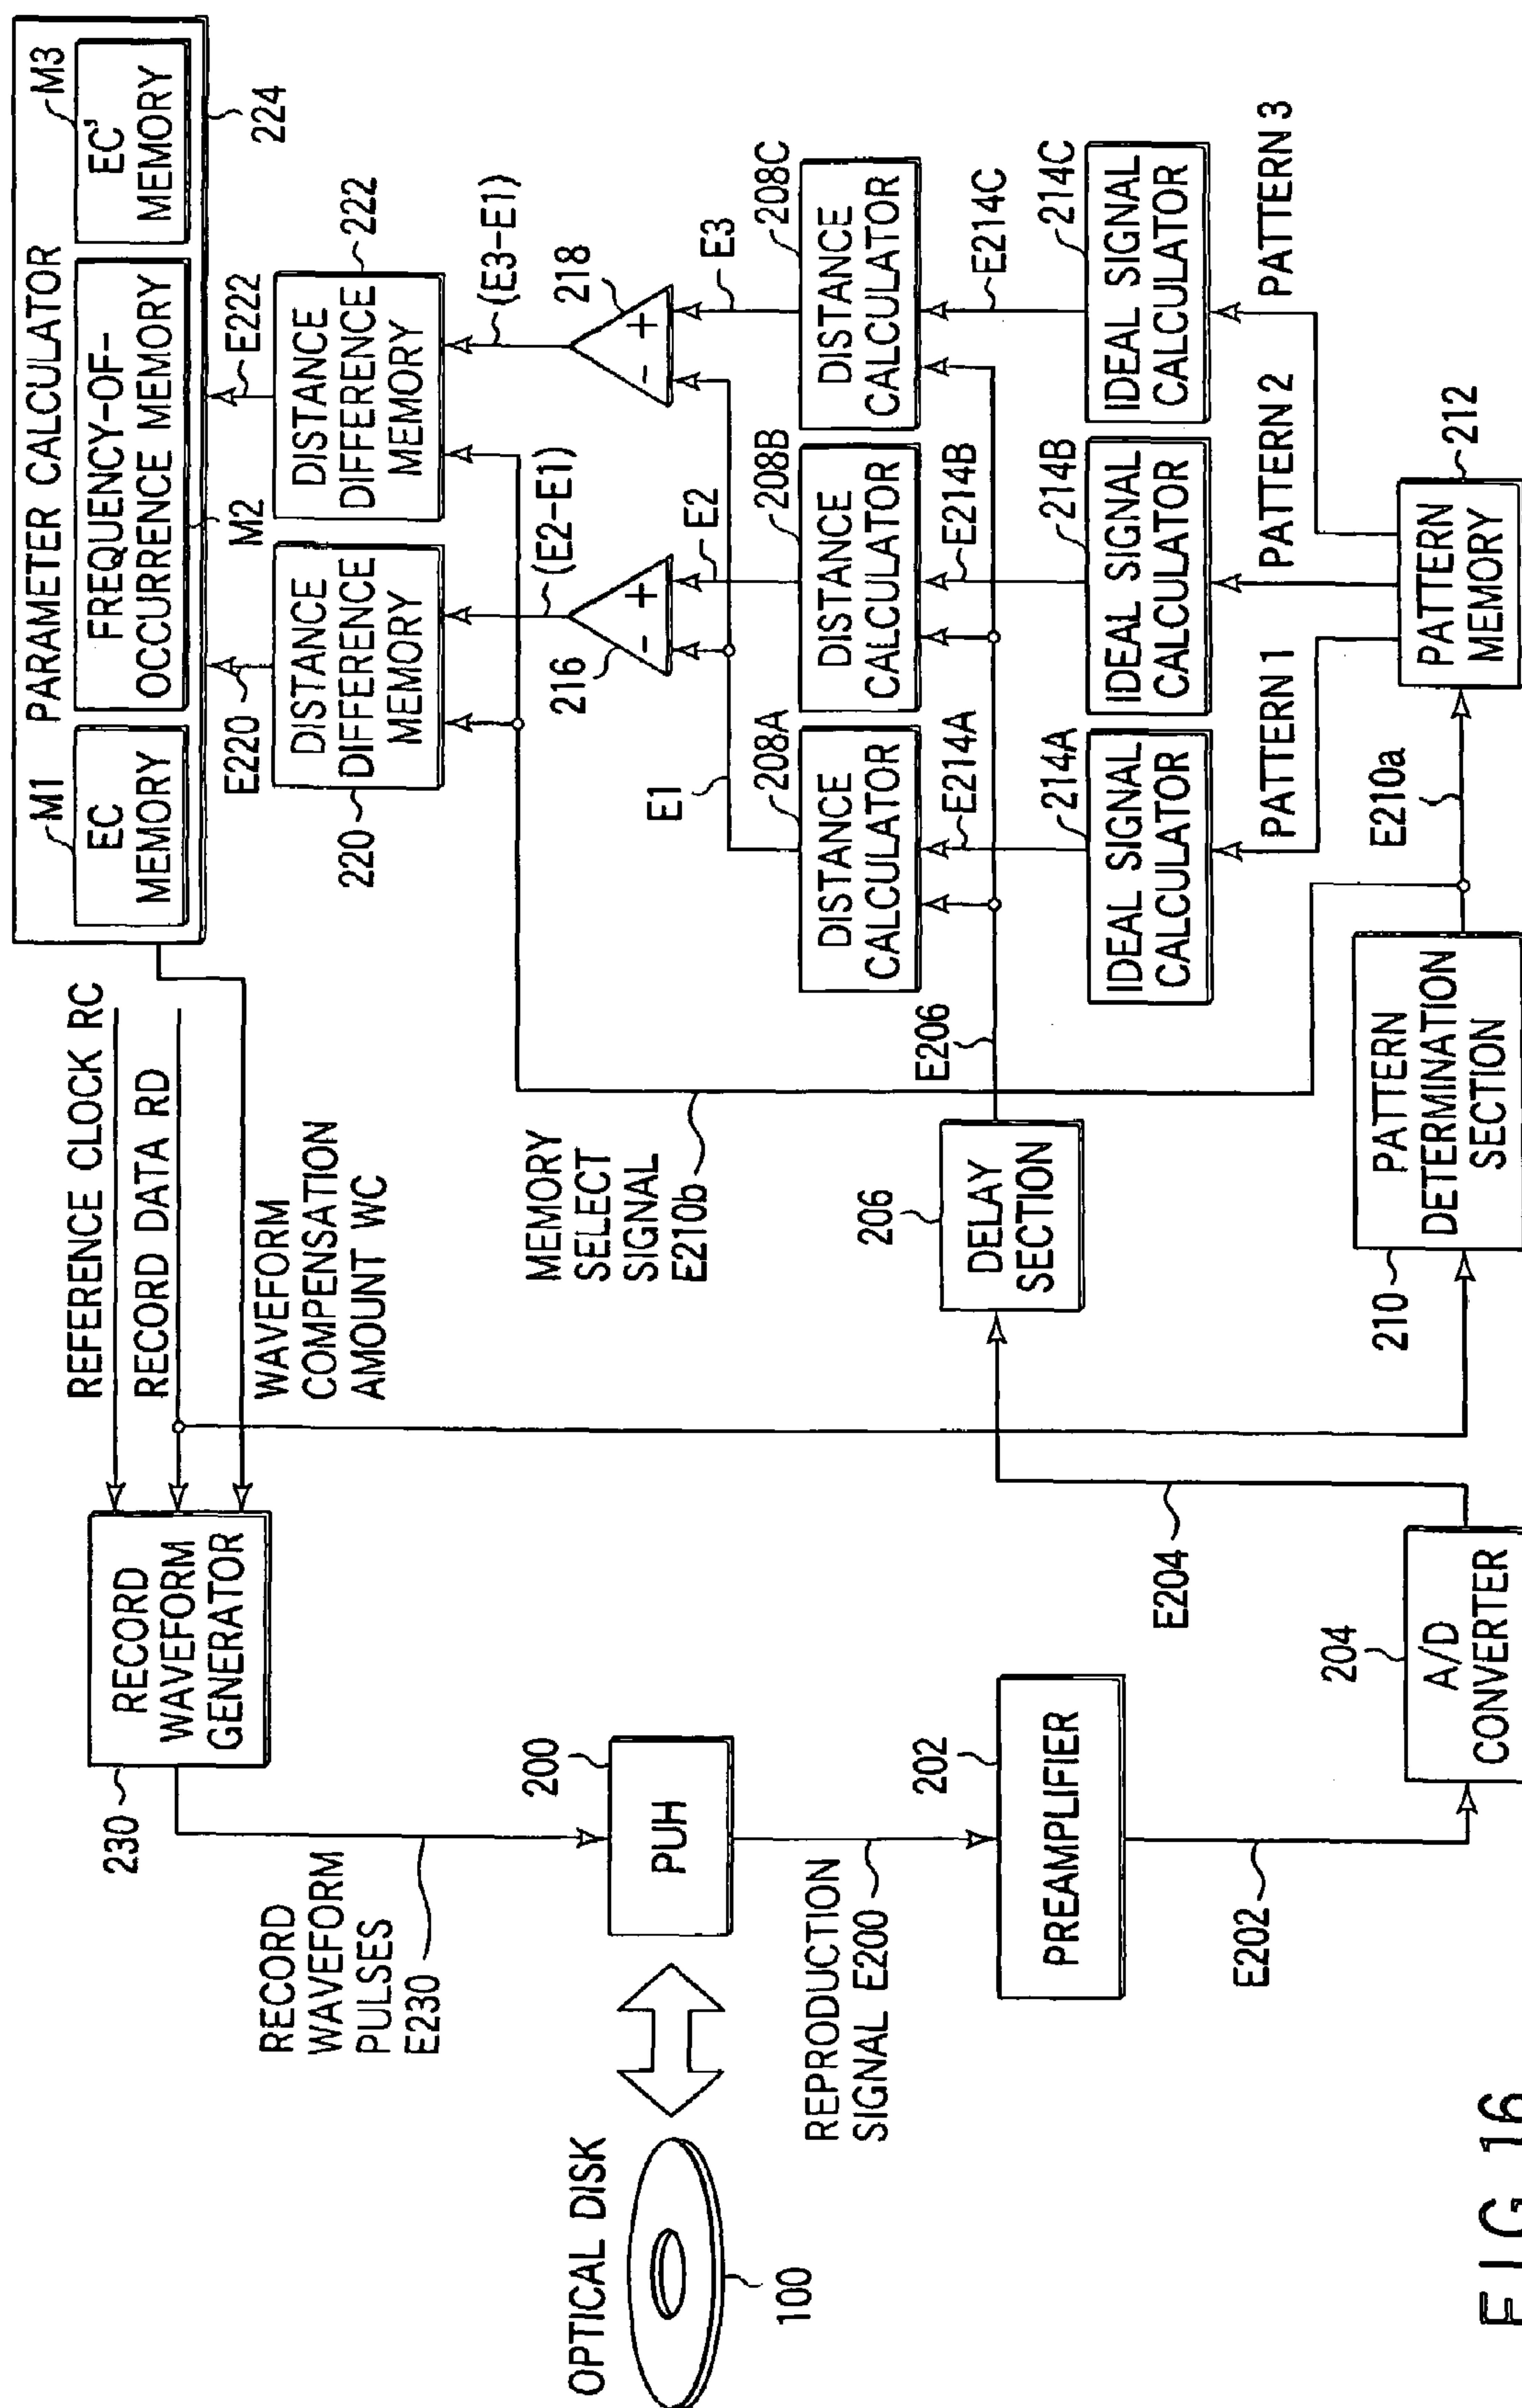 REFERENCE CLOCK RC
RECORD DATA RD
WAVEFORM
COMPENSATION
AMOUNT WC
RECORD
WAVEFORM
GENERATOR
230
RECORD
WAVEFORM
PULSES
E230
PARAMETER CALCULATOR
M1
EC
MEMORY
FREQUENCY-OF-
OCCURRENCE MEMORY
M2
M3
EC'
MEMORY
224
E220
E222
220
DISTANCE
DIFFERENCE
MEMORY
222
DISTANCE
DIFFERENCE
MEMORY
(E2-E1)
(E3-E1)
216
- +
218
- +
MEMORY
SELECT
SIGNAL
E210b
E1
E2
E3
OPTICAL DISK
100
200
PUH
REPRODUCTION
SIGNAL E200
202
PREAMPLIFIER
E202
204
A/D
CONVERTER
E204
206
DELAY
SECTION
E206
208A
DISTANCE
CALCULATOR
208B
DISTANCE
CALCULATOR
208C
DISTANCE
CALCULATOR
E214A
E214B
E214C
214A
IDEAL SIGNAL
CALCULATOR
214B
IDEAL SIGNAL
CALCULATOR
214C
IDEAL SIGNAL
CALCULATOR
PATTERN 1
PATTERN 2
PATTERN 3
210
PATTERN
DETERMINATION
SECTION
E210a
PATTERN
MEMORY
212
FIG. 16